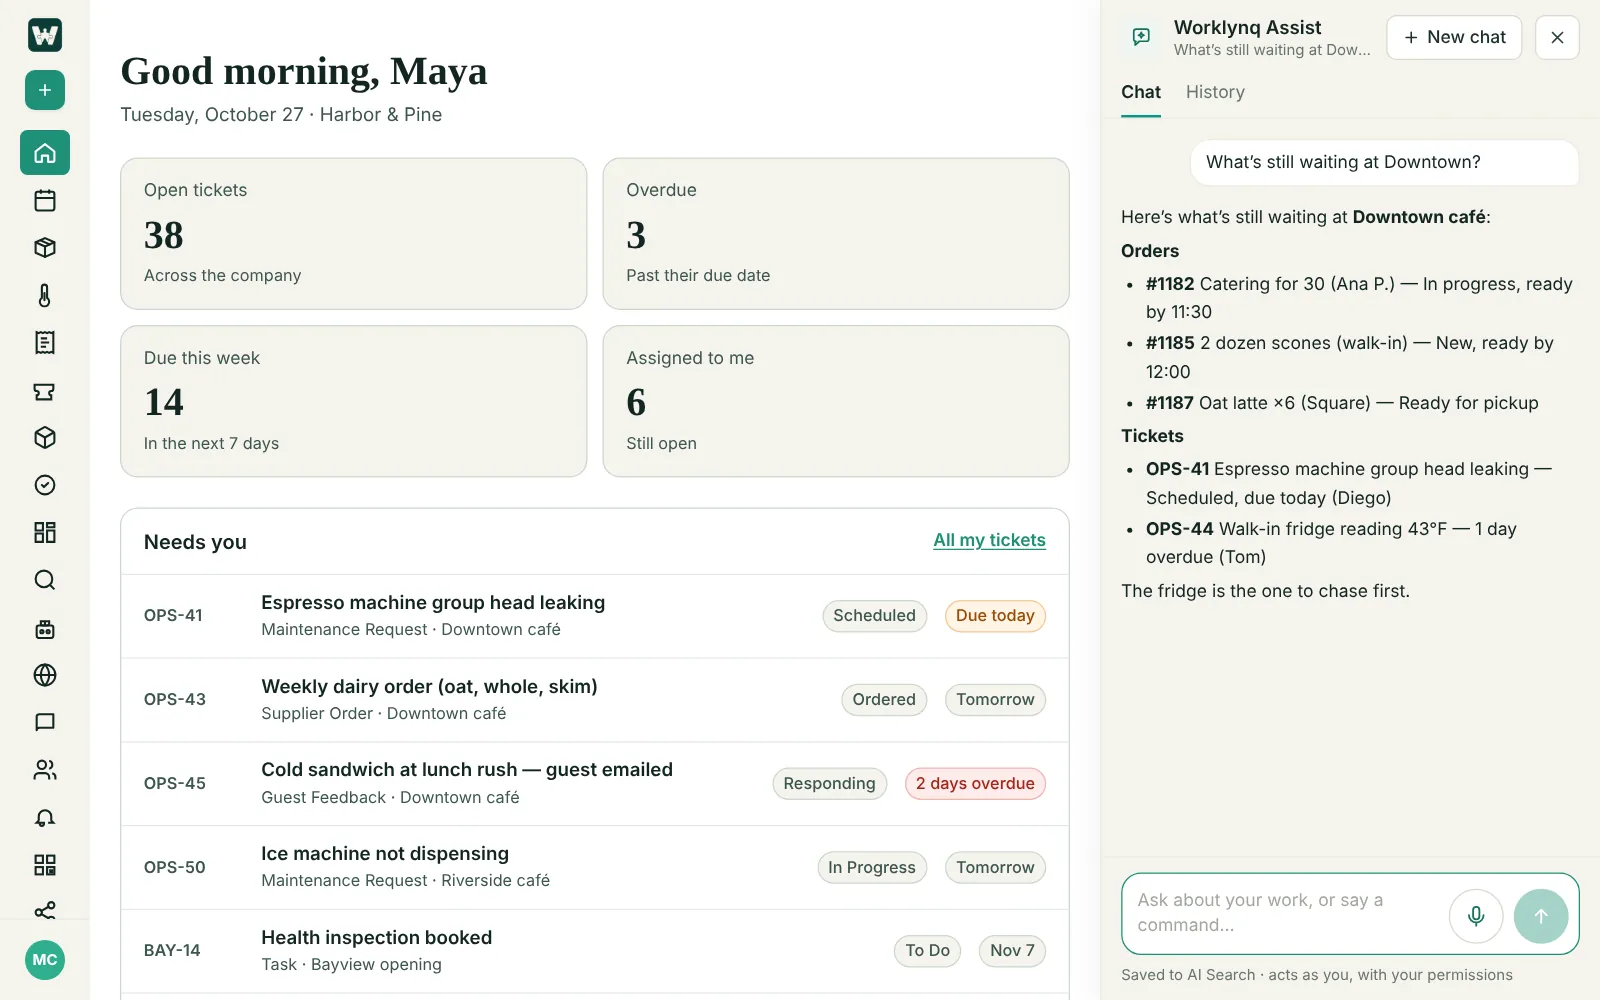 W
Good morning, Maya
Tuesday, October 27 · Harbor & Pine
Open tickets
38
Across the company
Overdue
3
Past their due date
Due this week
14
In the next 7 days
Assigned to me
6
Still open
Needs you
All my tickets
OPS-41
Espresso machine group head leaking
Maintenance Request · Downtown café
Scheduled
Due today
OPS-43
Weekly dairy order (oat, whole, skim)
Supplier Order · Downtown café
Ordered
Tomorrow
OPS-45
Cold sandwich at lunch rush — guest emailed
Guest Feedback · Downtown café
Responding
2 days overdue
OPS-50
Ice machine not dispensing
Maintenance Request · Riverside café
In Progress
Tomorrow
BAY-14
Health inspection booked
Task · Bayview opening
To Do
Nov 7
MC
Worklynq Assist
What’s still waiting at Dow...
+ New chat
Chat
History
What’s still waiting at Downtown?
Here’s what’s still waiting at Downtown café:
Orders
• #1182 Catering for 30 (Ana P.) — In progress, ready
by 11:30
• #1185 2 dozen scones (walk-in) — New, ready by
12:00
• #1187 Oat latte ×6 (Square) — Ready for pickup
Tickets
• OPS-41 Espresso machine group head leaking —
Scheduled, due today (Diego)
• OPS-44 Walk-in fridge reading 43°F — 1 day
overdue (Tom)
The fridge is the one to chase first.
Ask about your work, or say a
command...
Saved to AI Search · acts as you, with your permissions